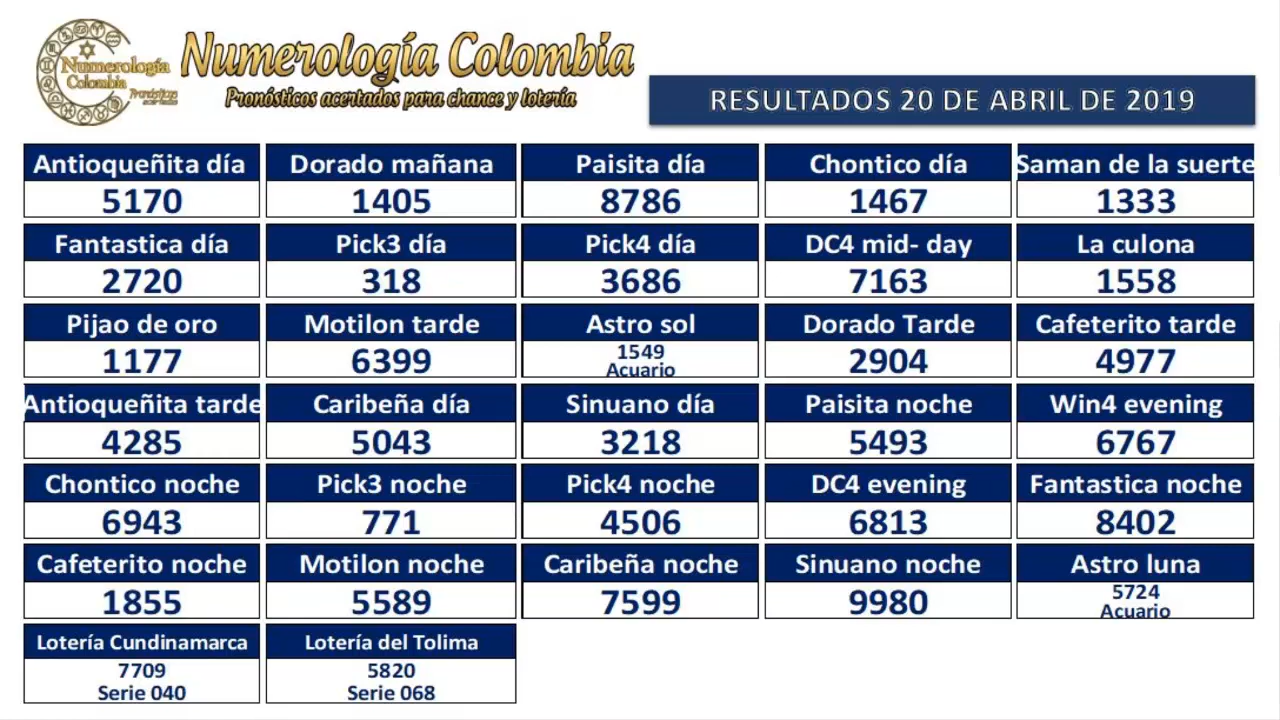 Numerología
Colombia
Pronósticos
acertados
Numerología Colombia
Pronósticos acertados para chance y lotería
RESULTADOS 20 DE ABRIL DE 2019
Antioqueñita día Dorado mañana Paisita día Chontico día Saman de la suerte
5170 1405 8786 1467 1333
Fantastica día Pick3 día Pick4 día DC4 mid- day La culona
2720 318 3686 7163 1558
Pijao de oro Motilon tarde Astro sol Dorado Tarde Cafeterito tarde
1177 6399 1549 2904 4977
Acuario
Antioqueñita tarde Caribeña día Sinuano día Paisita noche Win4 evening
4285 5043 3218 5493 6767
Chontico noche Pick3 noche Pick4 noche DC4 evening Fantastica noche
6943 771 4506 6813 8402
Cafeterito noche Motilon noche Caribeña noche Sinuano noche Astro luna
1855 5589 7599 9980 5724
Acuario
Lotería Cundinamarca Lotería del Tolima
7709 5820
Serie 040 Serie 068